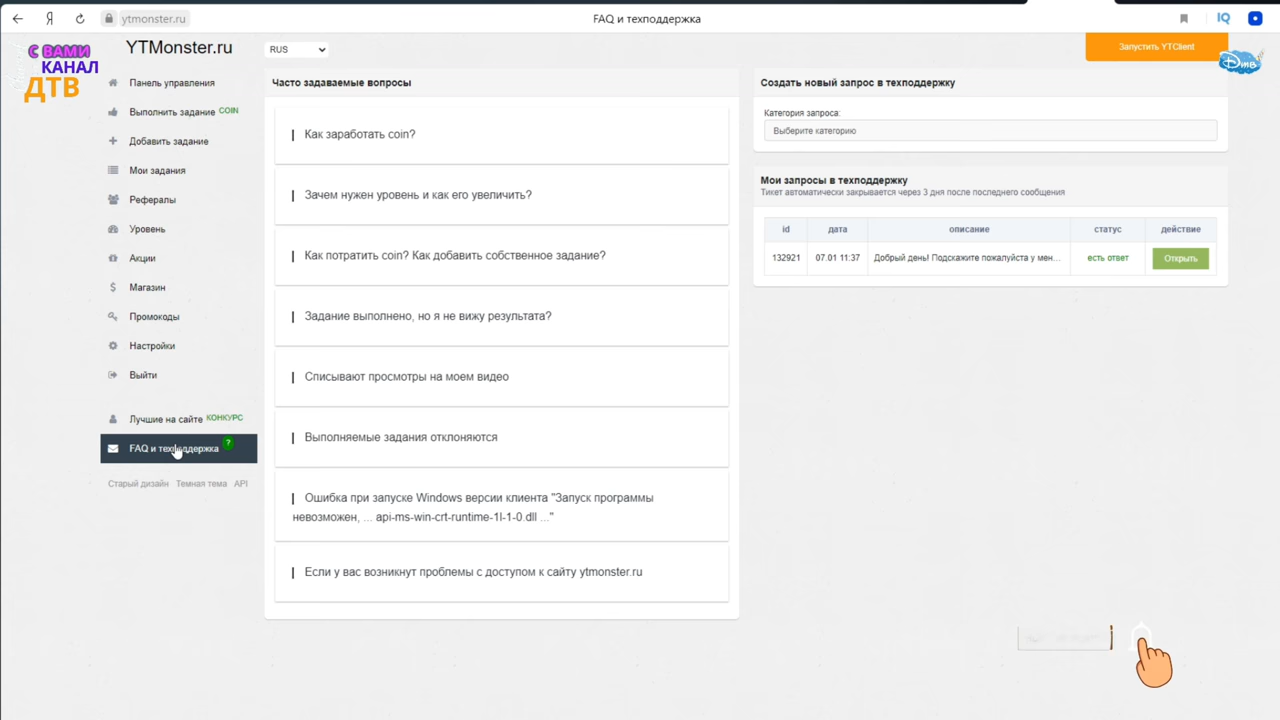 ytmonster.ru
FAQ и техподдержка
С ВАМИ
КАНАЛ
ДТВ
YTMonster.ru
RUS
Запустить YTClient
Панель управления
Выполнить задание COIN
Добавить задание
Мои задания
Рефералы
Уровень
Акции
Магазин
Промокоды
Настройки
Выйти
Лучшие на сайте КОНКУРС
FAQ и техподдержка ?
Старый дизайн Темная тема API
Часто задаваемые вопросы
Как заработать coin?
Зачем нужен уровень и как его увеличить?
Как потратить coin? Как добавить собственное задание?
Задание выполнено, но я не вижу результата?
Списывают просмотры на моем видео
Выполняемые задания отклоняются
Ошибка при запуске Windows версии клиента "Запуск программы
невозможен, ... api-ms-win-crt-runtime-1l-1-0.dll ..."
Если у вас возникнут проблемы с доступом к сайту ytmonster.ru
Создать новый запрос в техподдержку
Категория запроса:
Выберите категорию
Мои запросы в техподдержку
Тикет автоматически закрывается через 3 дня после последнего сообщения
id дата описание статус действие
132921 07.01 11:37 Добрый день! Подскажите пожалуйста у мен... есть ответ Открыть
IQ
ДТВ